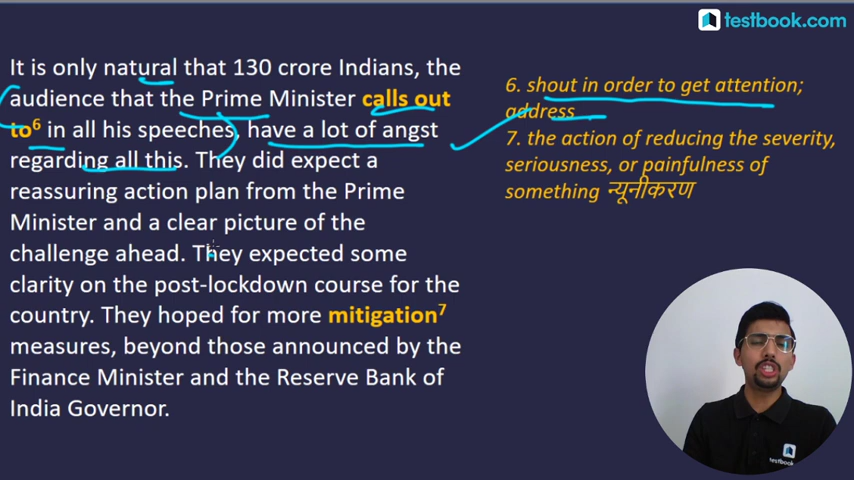 testbook.com
It is only natural that 130 crore Indians, the
audience that the Prime Minister calls out
to6 in all his speeches, have a lot of angst
regarding all this. They did expect a
reassuring action plan from the Prime
Minister and a clear picture of the
challenge ahead. They expected some
clarity on the post-lockdown course for the
country. They hoped for more mitigation7
measures, beyond those announced by the
Finance Minister and the Reserve Bank of
India Governor.
6. shout in order to get attention;
address
7. the action of reducing the severity,
seriousness, or painfulness of
something न्यूनीकरण
testbook